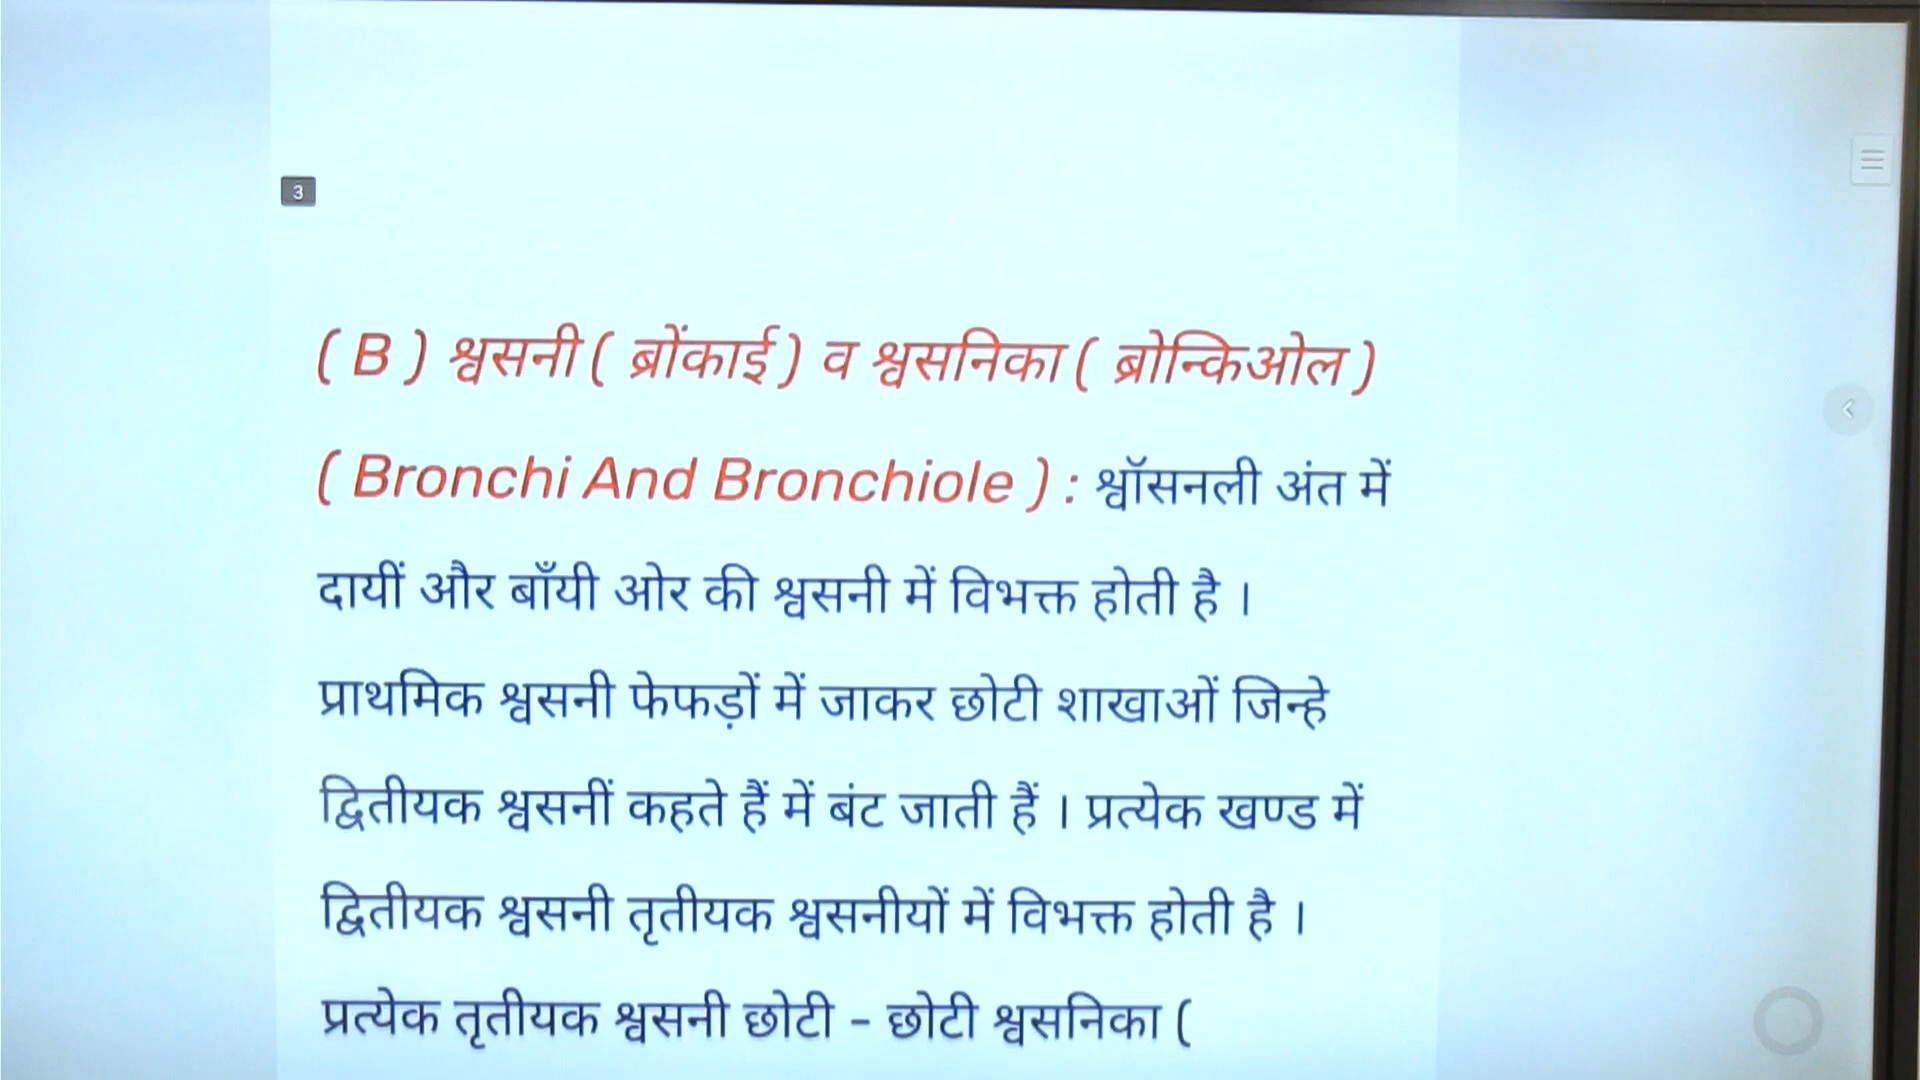 3
( B ) श्वसनी ( ब्रोंकाई ) व श्वसनिका ( ब्रोन्किओल )
( Bronchi And Bronchiole ) : श्वॉसनली अंत में
दायीं और बाँयी ओर की श्वसनी में विभक्त होती है ।
प्राथमिक श्वसनी फेफड़ों में जाकर छोटी शाखाओं जिन्हे
द्वितीयक श्वसनीं कहते हैं में बंट जाती हैं । प्रत्येक खण्ड में
द्वितीयक श्वसनी तृतीयक श्वसनीयों में विभक्त होती है ।
प्रत्येक तृतीयक श्वसनी छोटी - छोटी श्वसनिका (